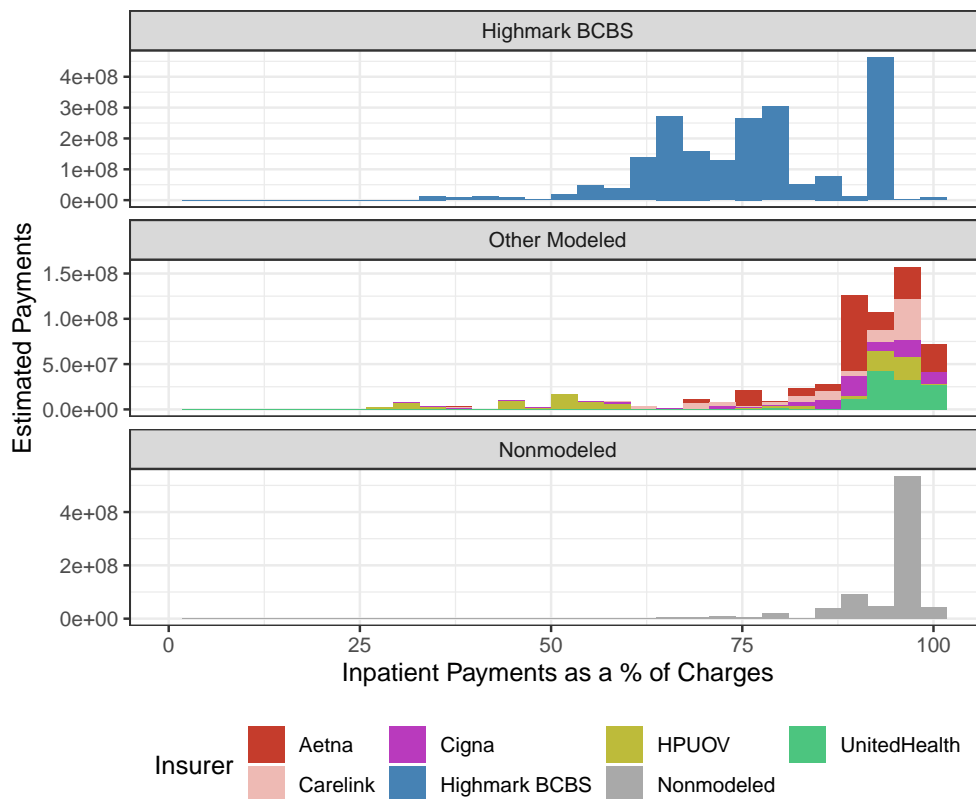 Highmark BCBS
4e+08
3e+08
2e+08
1e+08
0e+00
Other Modeled
1.5e+08
1.0e+08
5.0e+07
0.0e+00
Nonmodeled
4e+08
2e+08
0e+00
Estimated Payments
0 25 50 75 100
Inpatient Payments as a % of Charges
Insurer
Aetna Cigna HPUOV UnitedHealth
Carelink Highmark BCBS Nonmodeled